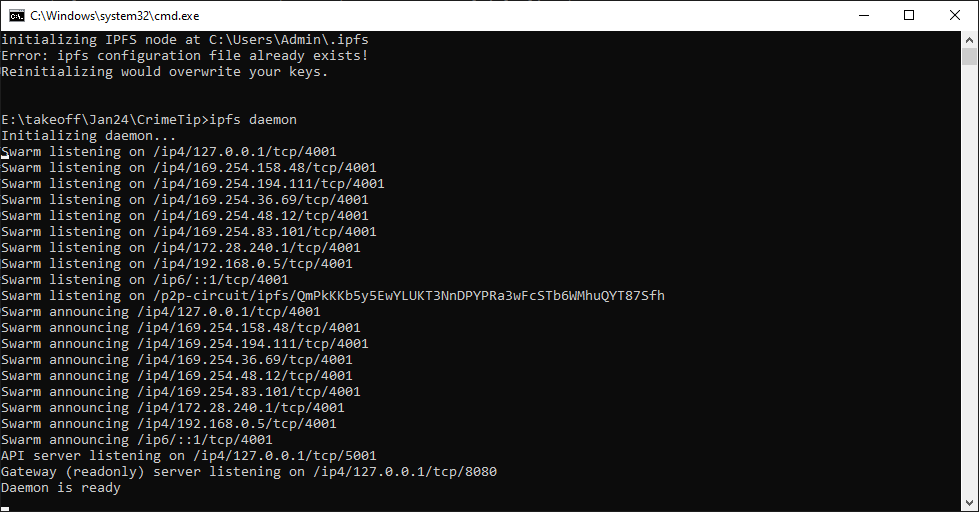 C:\Windows\system32\cmd.exe
initializing IPFS node at C:\Users\Admin\.ipfs
Error: ipfs configuration file already exists!
Reinitializing would overwrite your keys.
E:\takeoff\Jan24\CrimeTip>ipfs daemon
Initializing daemon...
Swarm listening on /ip4/127.0.0.1/tcp/4001
Swarm listening on /ip4/169.254.158.48/tcp/4001
Swarm listening on /ip4/169.254.194.111/tcp/4001
Swarm listening on /ip4/169.254.36.69/tcp/4001
Swarm listening on /ip4/169.254.48.12/tcp/4001
Swarm listening on /ip4/169.254.83.101/tcp/4001
Swarm listening on /ip4/172.28.240.1/tcp/4001
Swarm listening on /ip4/192.168.0.5/tcp/4001
Swarm listening on /ip6/::1/tcp/4001
Swarm listening on /p2p-circuit/ipfs/QmPkKKb5y5EwYLUKT3NnDPYPRa3wFcSTb6WMhuQYT87Sfh
Swarm announcing /ip4/127.0.0.1/tcp/4001
Swarm announcing /ip4/169.254.158.48/tcp/4001
Swarm announcing /ip4/169.254.194.111/tcp/4001
Swarm announcing /ip4/169.254.36.69/tcp/4001
Swarm announcing /ip4/169.254.48.12/tcp/4001
Swarm announcing /ip4/169.254.83.101/tcp/4001
Swarm announcing /ip4/172.28.240.1/tcp/4001
Swarm announcing /ip4/192.168.0.5/tcp/4001
Swarm announcing /ip6/::1/tcp/4001
API server listening on /ip4/127.0.0.1/tcp/5001
Gateway (readonly) server listening on /ip4/127.0.0.1/tcp/8080
Daemon is ready